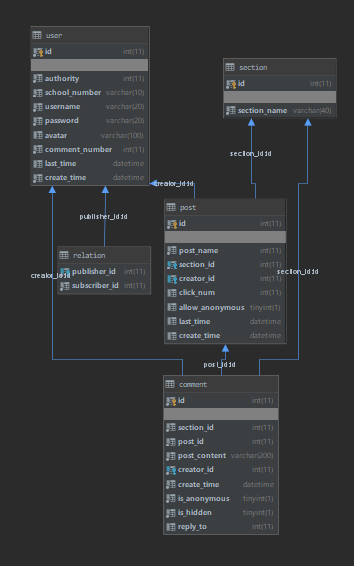 user
id int(11)
authority int(11)
school_number varchar(10)
username varchar(20)
password varchar(20)
avatar varchar(100)
comment_number int(11)
last_time datetime
create_time datetime
section
id int(11)
section_name varchar(40)
section_id:id
creator_id:id
publisher_id:id
post
id int(11)
post_name int(11)
section_id int(11)
creator_id int(11)
click_num int(11)
allow_anonymous tinyint(1)
last_time datetime
create_time datetime
relation
publisher_id int(11)
subscriber_id int(11)
creator_id:id
section_id:id
post_id:id
comment
id int(11)
section_id int(11)
post_id int(11)
post_content varchar(200)
creator_id int(11)
create_time datetime
is_anonymous tinyint(1)
is_hidden tinyint(1)
reply_to int(11)